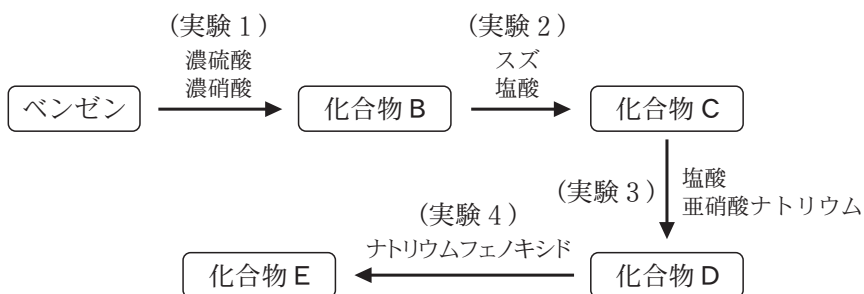 (実験1)
濃硫酸
濃硝酸
(実験2)
スズ
塩酸
ベンゼン
化合物B
化合物C
(実験3)
塩酸
亜硝酸ナトリウム
(実験4)
ナトリウムフェノキシド
化合物E
化合物D